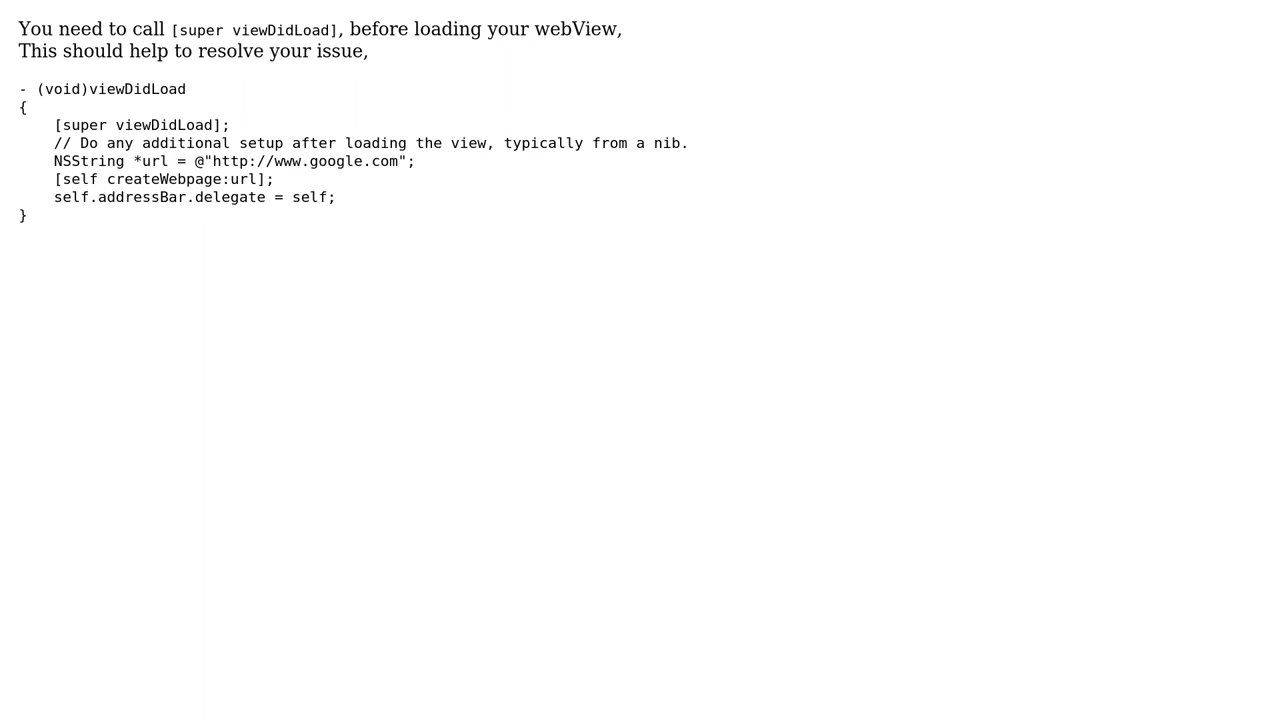 You need to call [super viewDidLoad], before loading your webView,
This should help to resolve your issue,
- (void)viewDidLoad
{
    [super viewDidLoad];
    // Do any additional setup after loading the view, typically from a nib.
    NSString *url = @"http://www.google.com";
    [self createWebpage:url];
    self.addressBar.delegate = self;
}